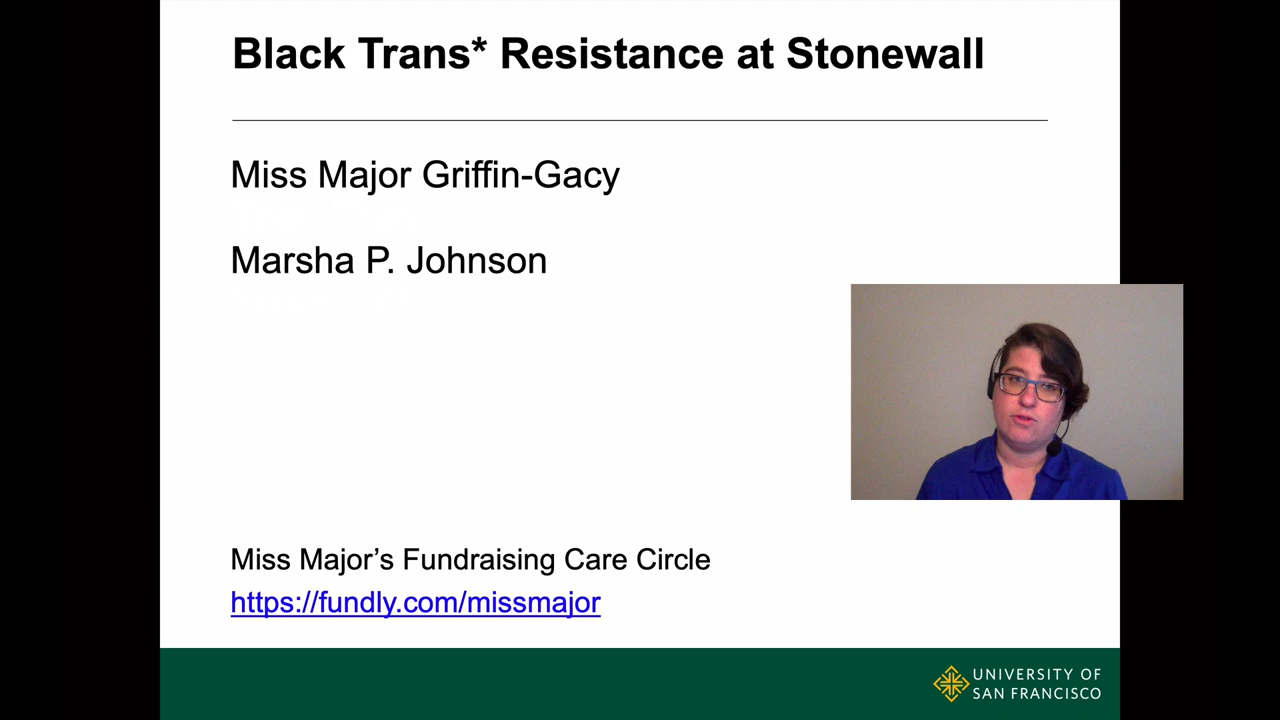 Black Trans* Resistance at Stonewall
Miss Major Griffin-Gacy
Marsha P. Johnson
Miss Major’s Fundraising Care Circle
https://fundly.com/missmajor
UNIVERSITY OF
SAN FRANCISCO